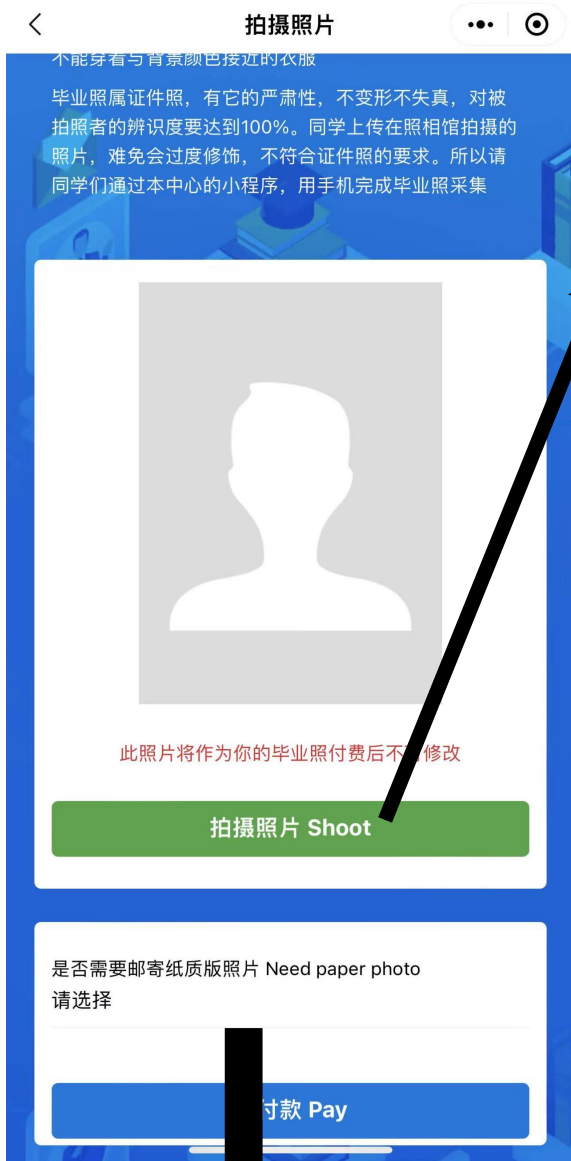 拍摄照片
不能穿着与背景颜色接近的衣服
毕业照属证件照，有它的严肃性，不变形不失真，对被
拍照者的辨识度要达到100%。同学上传在照相馆拍摄的
照片，难免会过度修饰，不符合证件照的要求。所以请
同学们通过本中心的小程序，用手机完成毕业照采集
此照片将作为你的毕业照付费后不 修改
拍摄照片 Shoot
是否需要邮寄纸质版照片 Need paper photo
请选择
付款 Pay